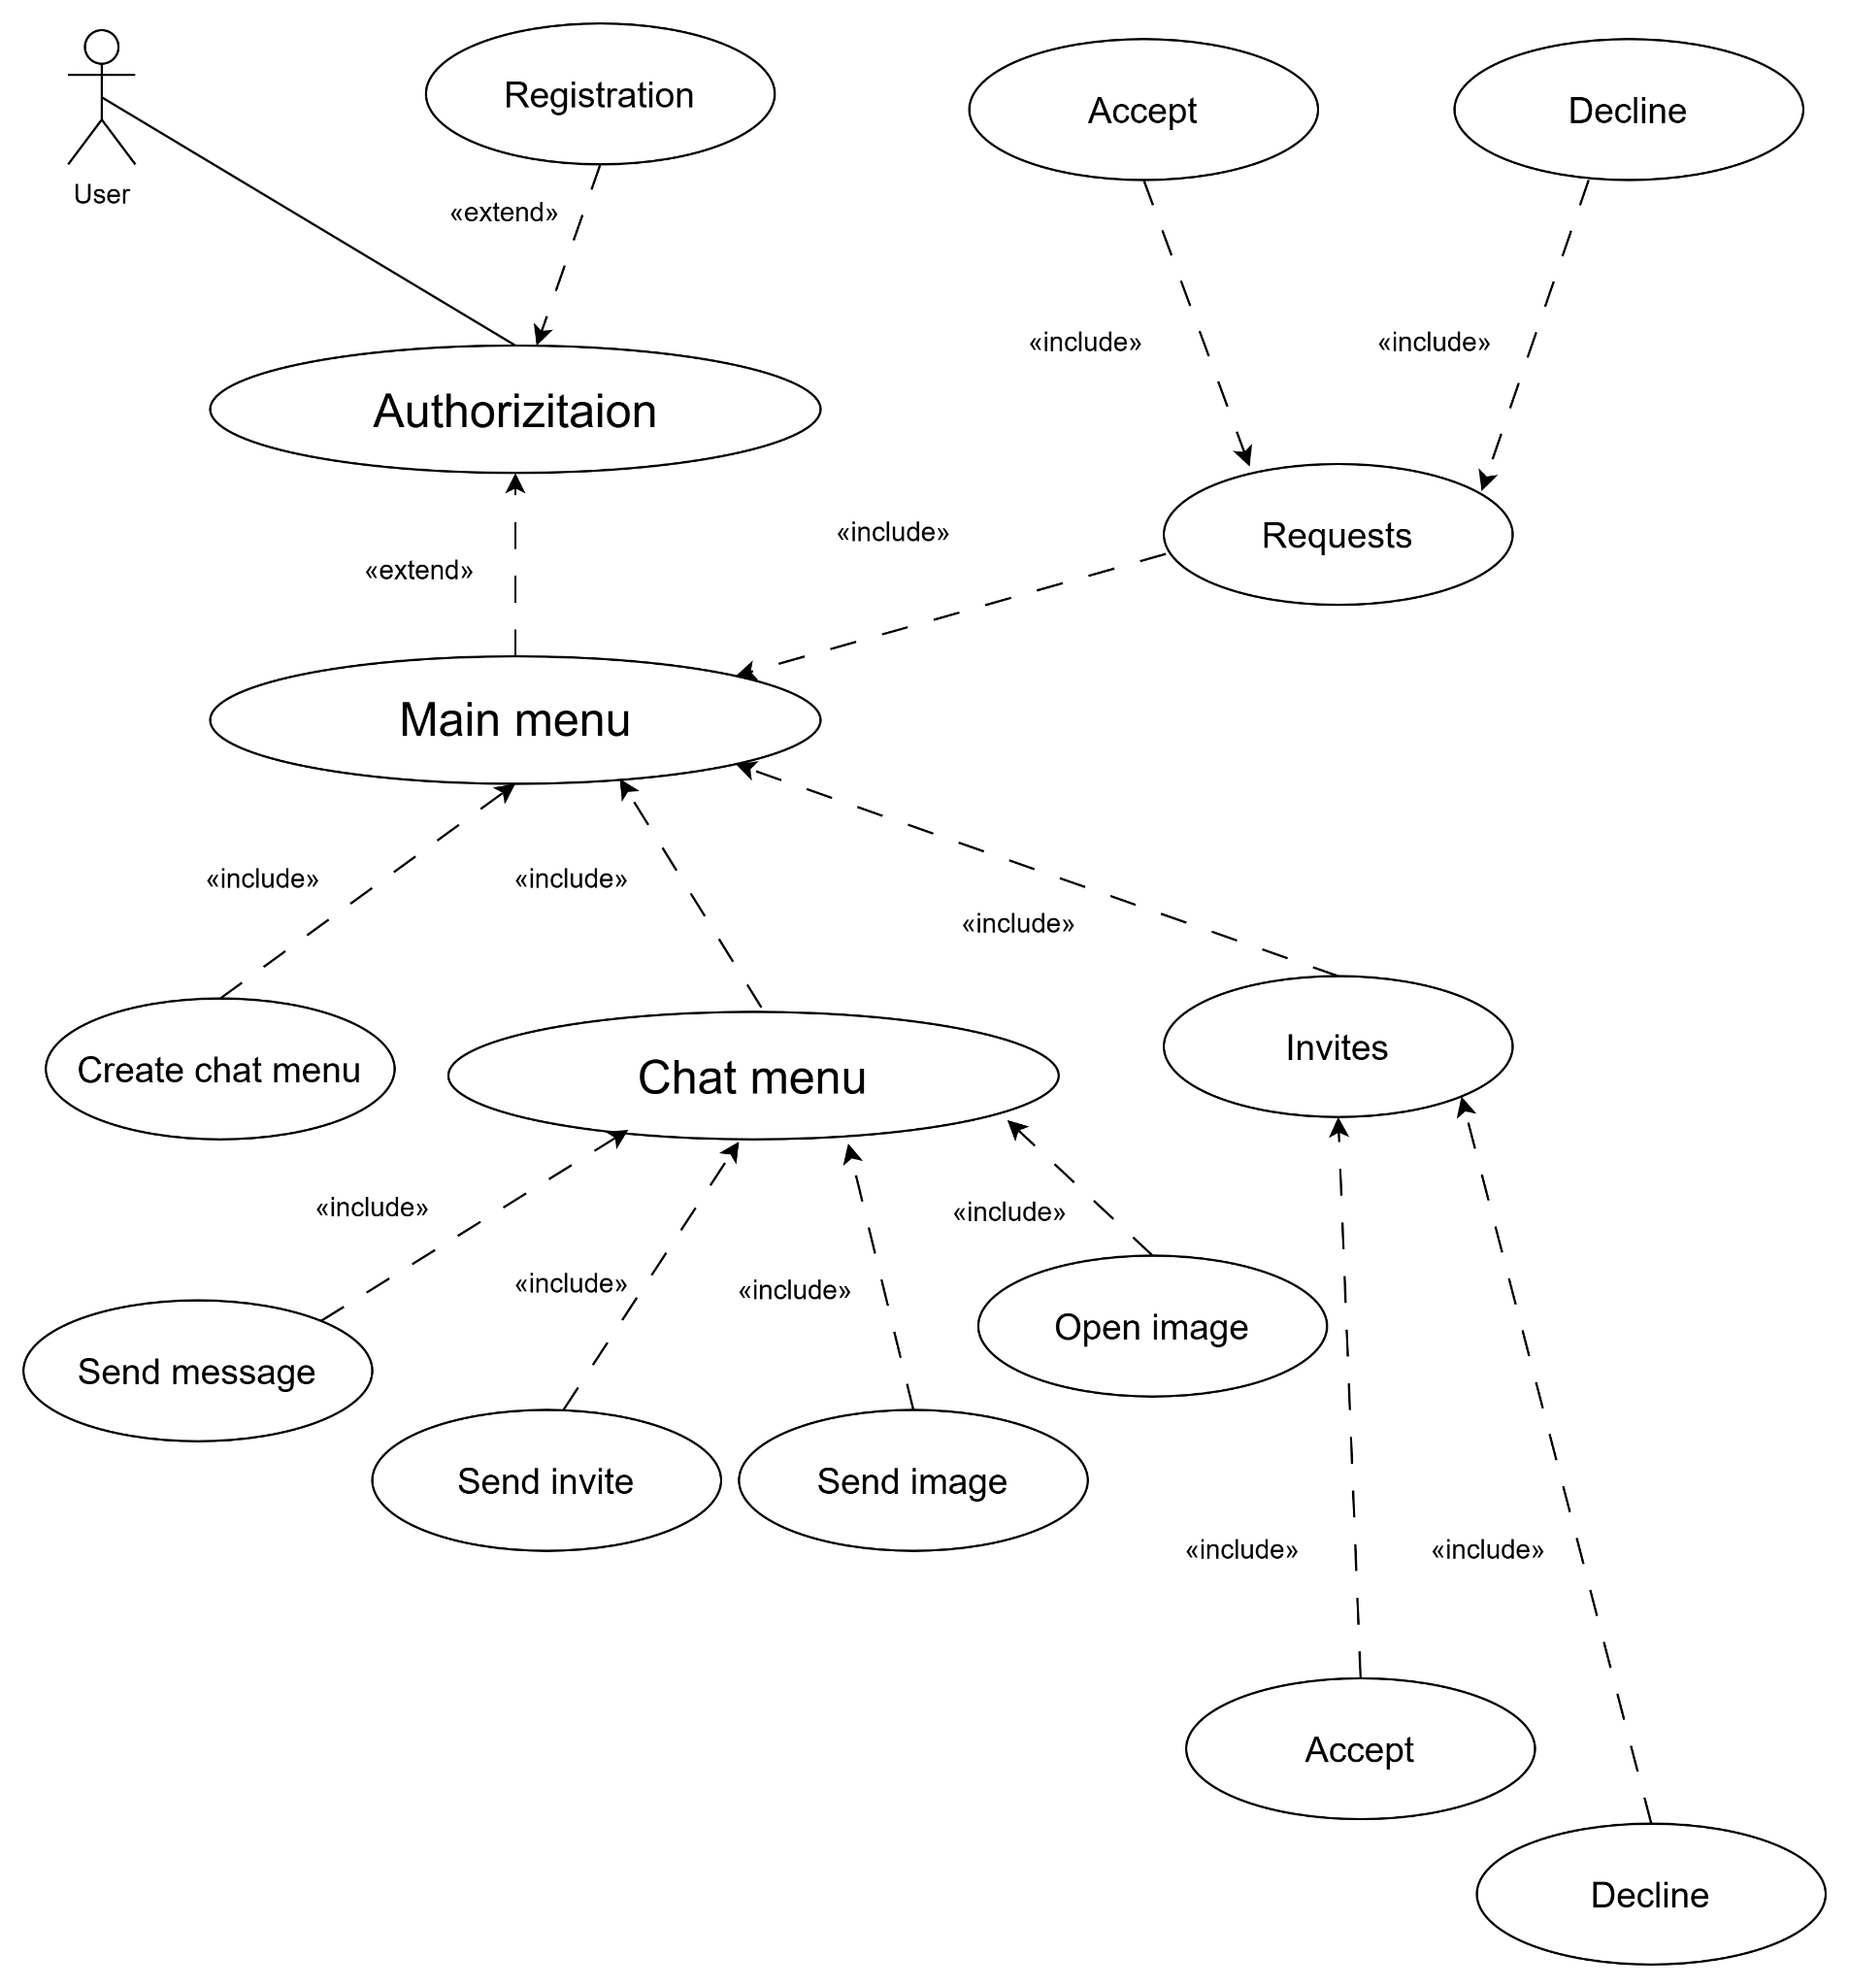 Registration
Accept
Decline
User
«extend»
«include»
«include»
Authorizitaion
«include»
Requests
«extend»
Main menu
«include»
«include»
«include»
Invites
Create chat menu
Chat menu
«include»
«include»
«include»
«include»
Open image
Send message
Send invite
Send image
«include»
«include»
Accept
Decline